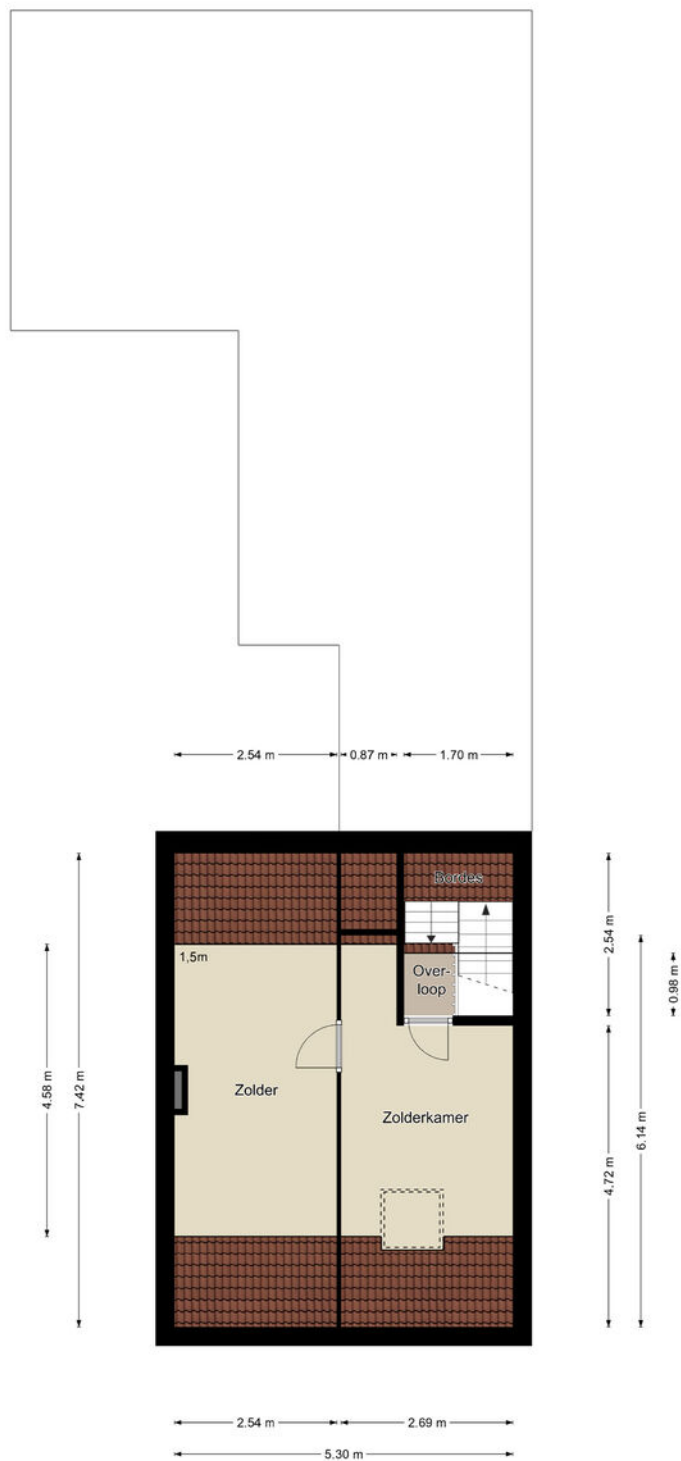 2.54 m
0.87 m
1.70 m
Bordes
1,5m
Over-
loop
Zolder
Zolderkamer
4.58 m
7.42 m
2.54 m
0.98 m
6.14 m
4.72 m
2.54 m
2.69 m
5.30 m